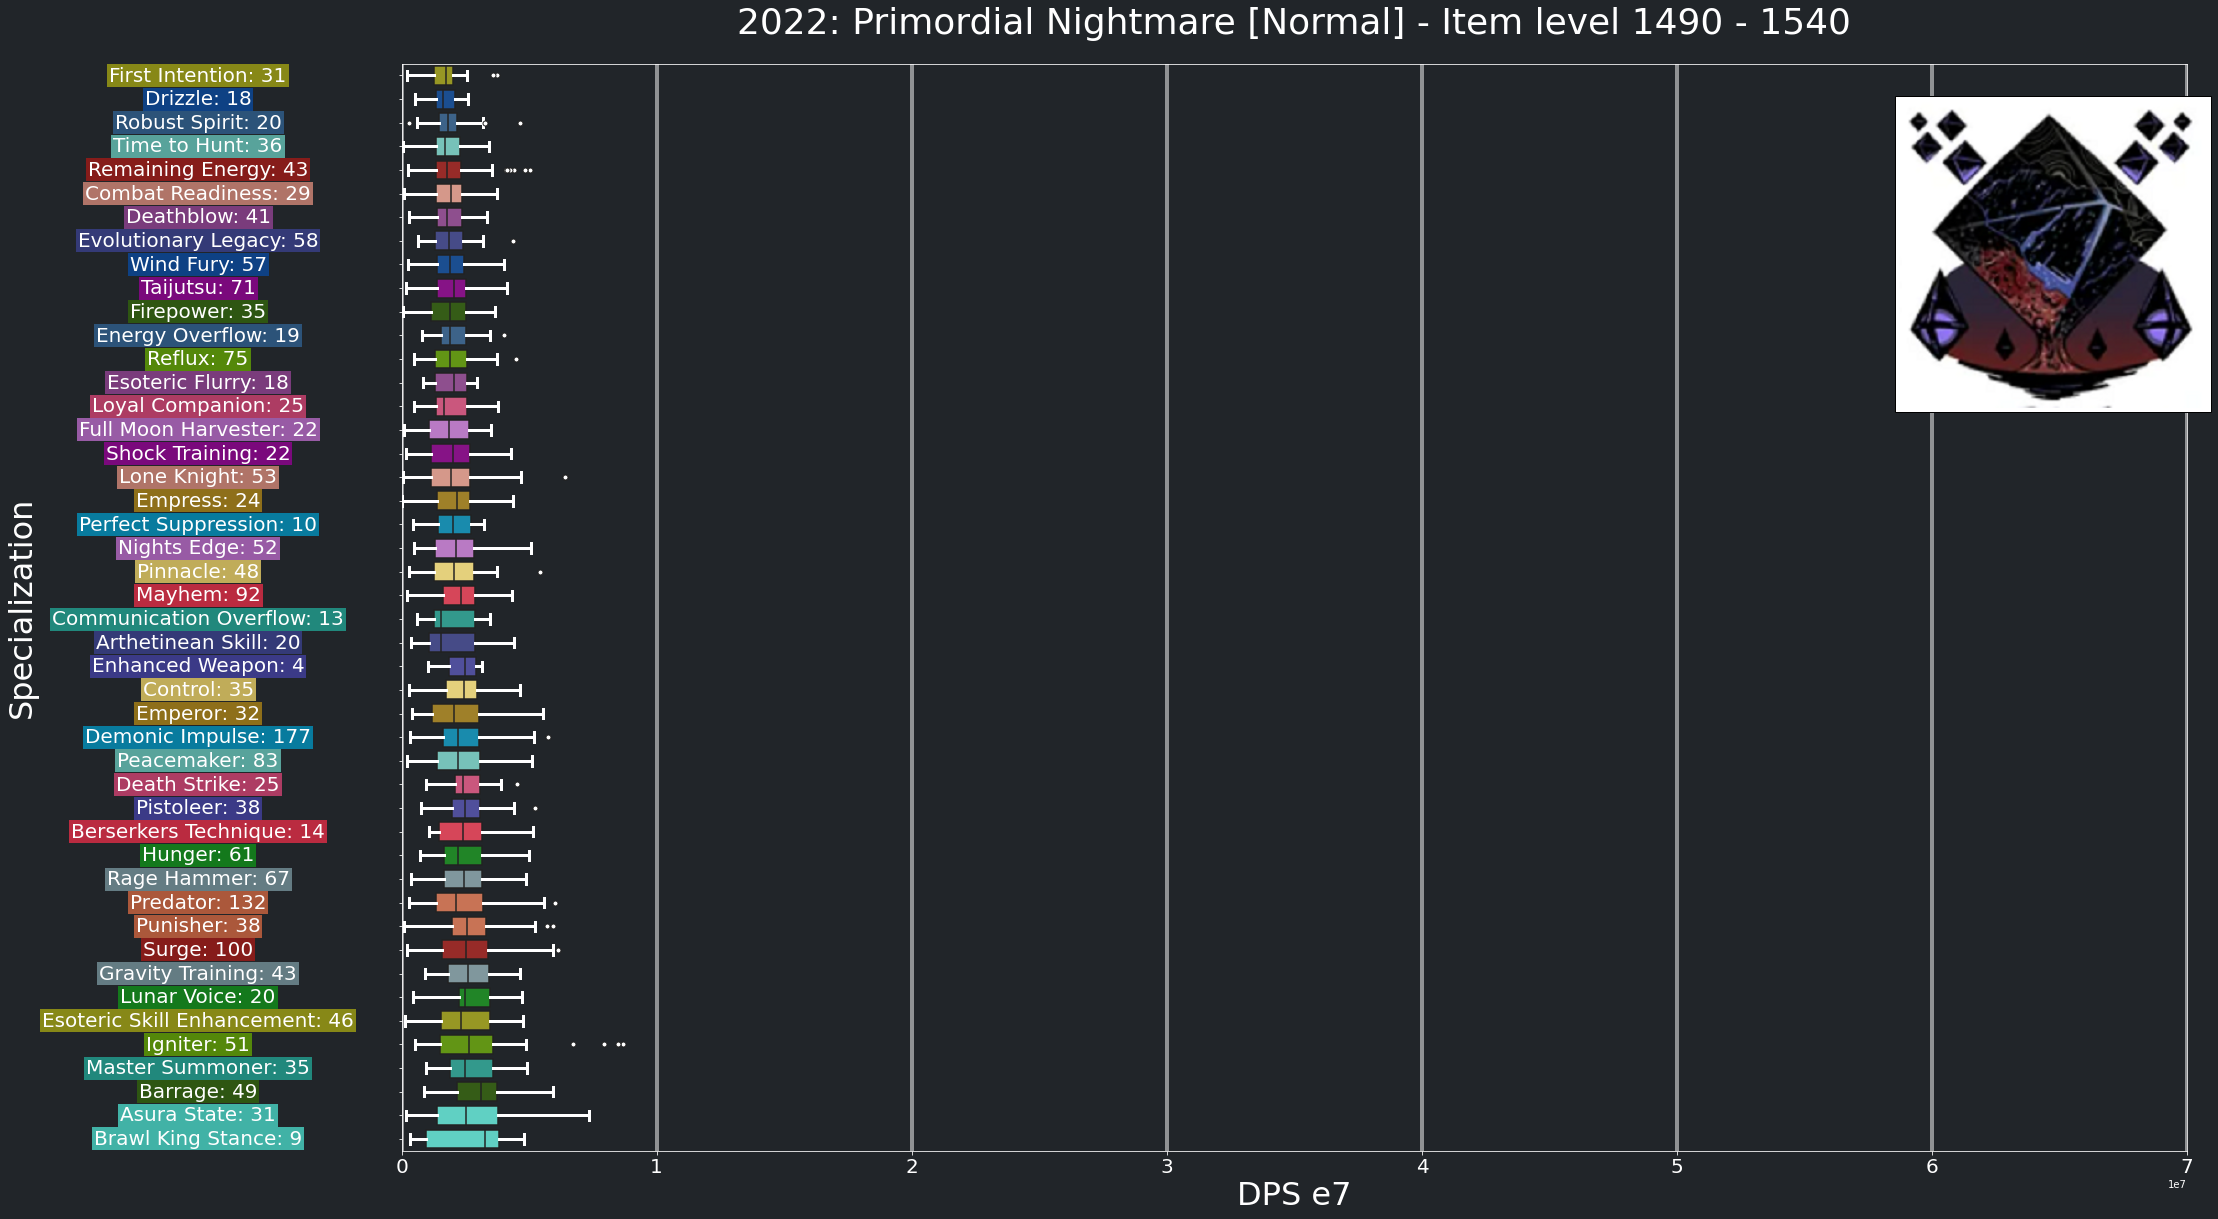 2022: Primordial Nightmare [Normal] - Item level 1490 - 1540
Specialization
First Intention: 31
Drizzle: 18
Robust Spirit: 20
Time to Hunt: 36
Remaining Energy: 43
Combat Readiness: 29
Deathblow: 41
Evolutionary Legacy: 58
Wind Fury: 57
Taijutsu: 71
Firepower: 35
Energy Overflow: 19
Reflux: 75
Esoteric Flurry: 18
Loyal Companion: 25
Full Moon Harvester: 22
Shock Training: 22
Lone Knight: 53
Empress: 24
Perfect Suppression: 10
Nights Edge: 52
Pinnacle: 48
Mayhem: 92
Communication Overflow: 13
Arthetinean Skill: 20
Enhanced Weapon: 4
Control: 35
Emperor: 32
Demonic Impulse: 177
Peacemaker: 83
Death Strike: 25
Pistoleer: 38
Berserkers Technique: 14
Hunger: 61
Rage Hammer: 67
Predator: 132
Punisher: 38
Surge: 100
Gravity Training: 43
Lunar Voice: 20
Esoteric Skill Enhancement: 46
Igniter: 51
Master Summoner: 35
Barrage: 49
Asura State: 31
Brawl King Stance: 9
0 1 2 3 4 5 6 7
1e7
DPS e7